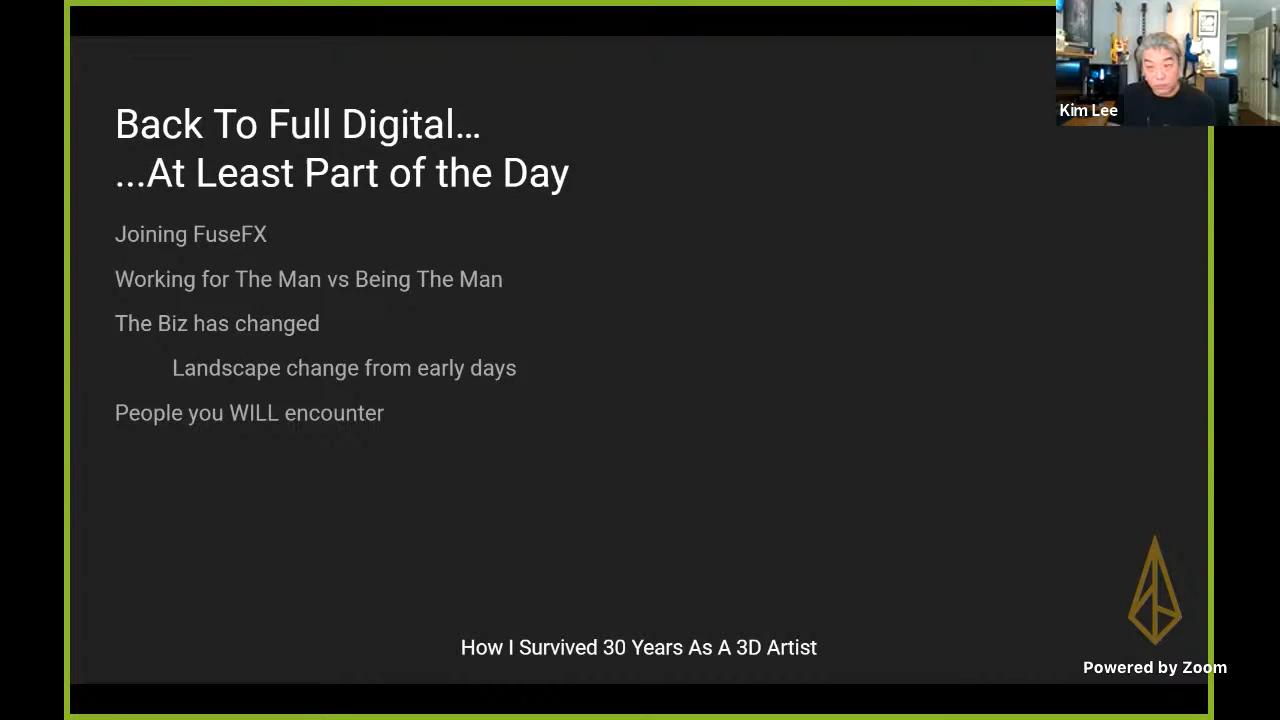 Back To Full Digital...
...At Least Part of the Day
Joining FuseFX
Working for The Man vs Being The Man
The Biz has changed
Landscape change from early days
People you WILL encounter
How I Survived 30 Years As A 3D Artist
Kim Lee
Powered by Zoom